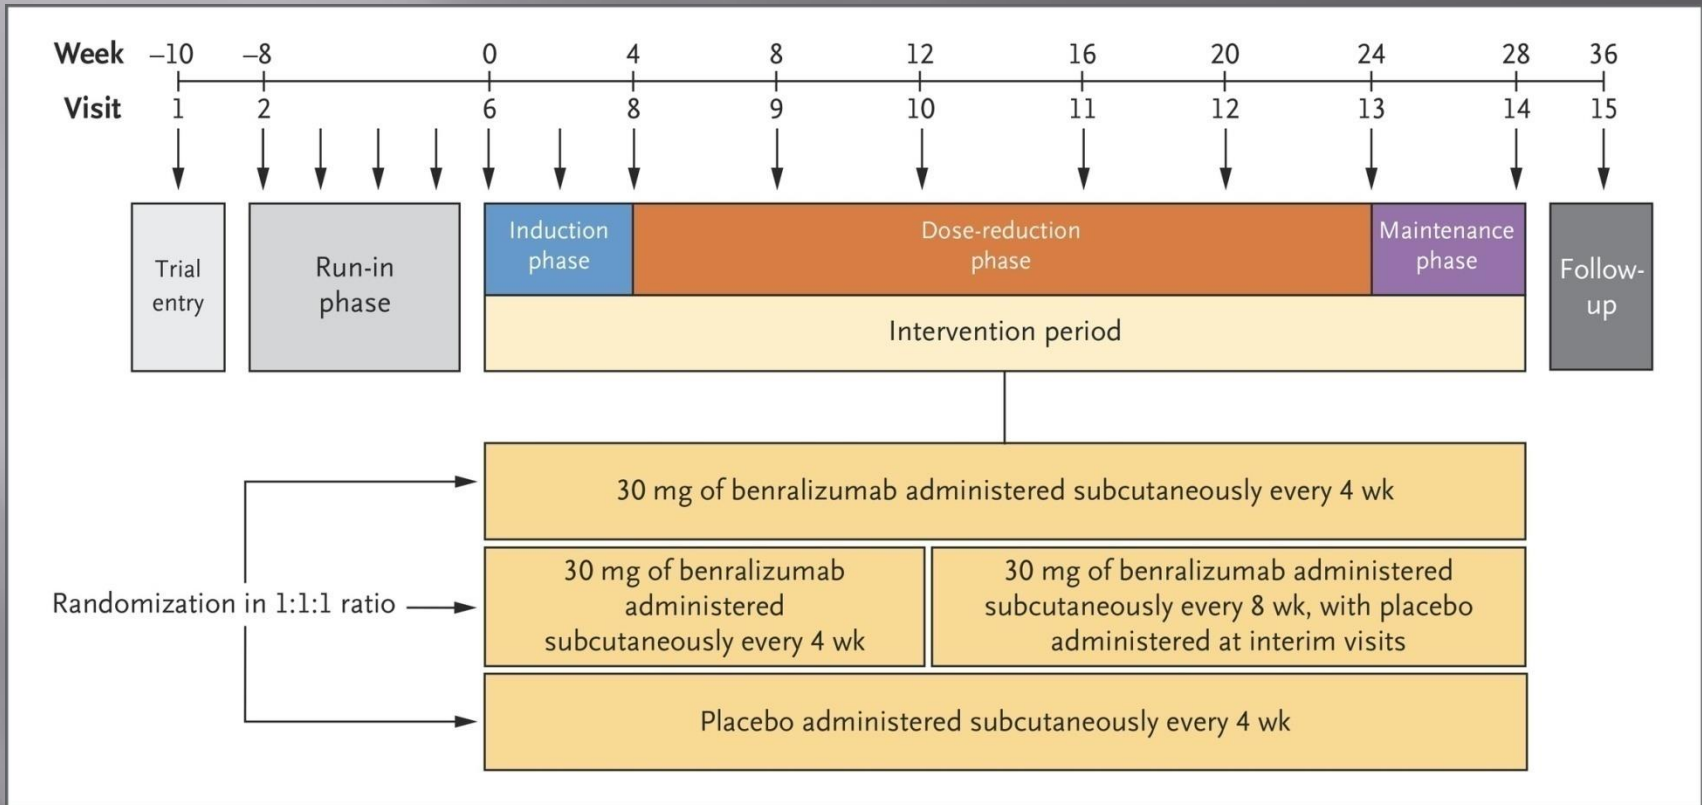 Week –10 –8 0 4 8 12 16 20 24 28 36
Visit 1 2 6 8 9 10 11 12 13 14 15
Trial
entry
Run-in
phase
Induction
phase
Dose-reduction
phase
Maintenance
phase
Follow-
up
Intervention period
30 mg of benralizumab administered subcutaneously every 4 wk
Randomization in 1:1:1 ratio
30 mg of benralizumab
administered
subcutaneously every 4 wk
30 mg of benralizumab administered
subcutaneously every 8 wk, with placebo
administered at interim visits
Placebo administered subcutaneously every 4 wk